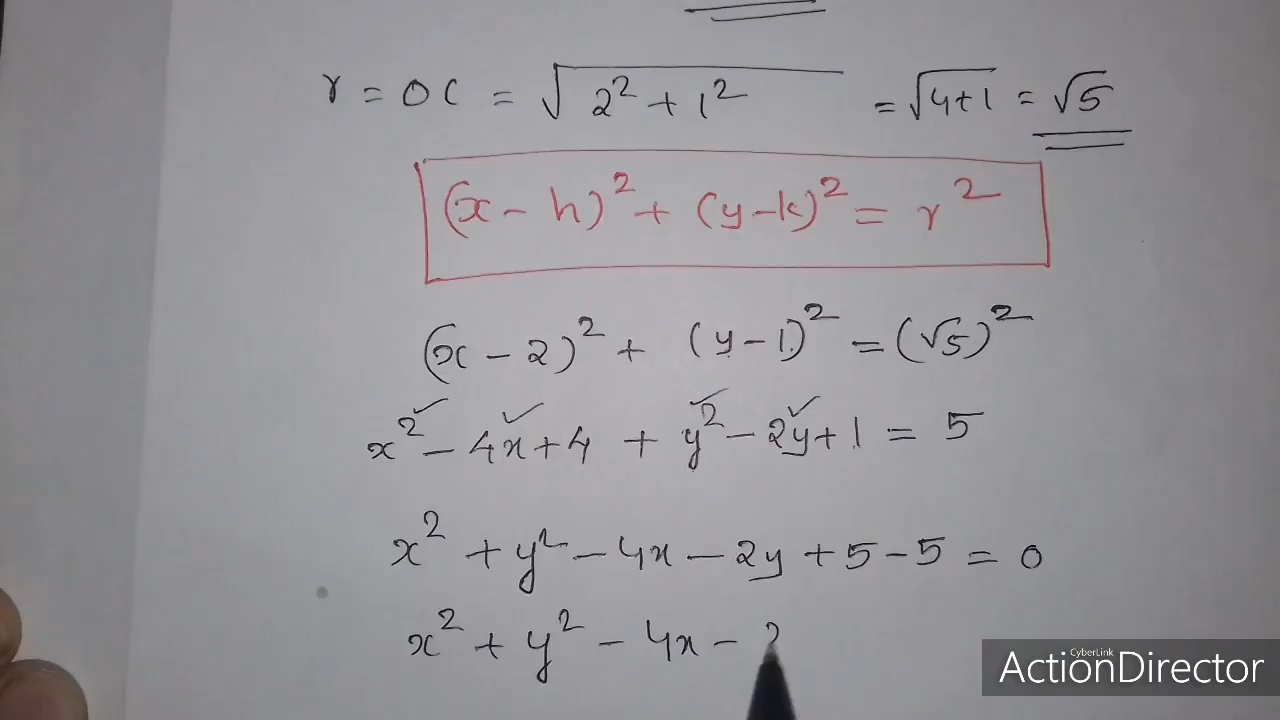 r = OC = √2² + 1² = √4+1 = √5
(x - h)² + (y - k)² = r²
(x - 2)² + (y - 1)² = (√5)²
x² - 4x + 4 + y² - 2y + 1 = 5
x² + y² - 4x - 2y + 5 - 5 = 0
x² + y² - 4x - 2
CyberLink
ActionDirector